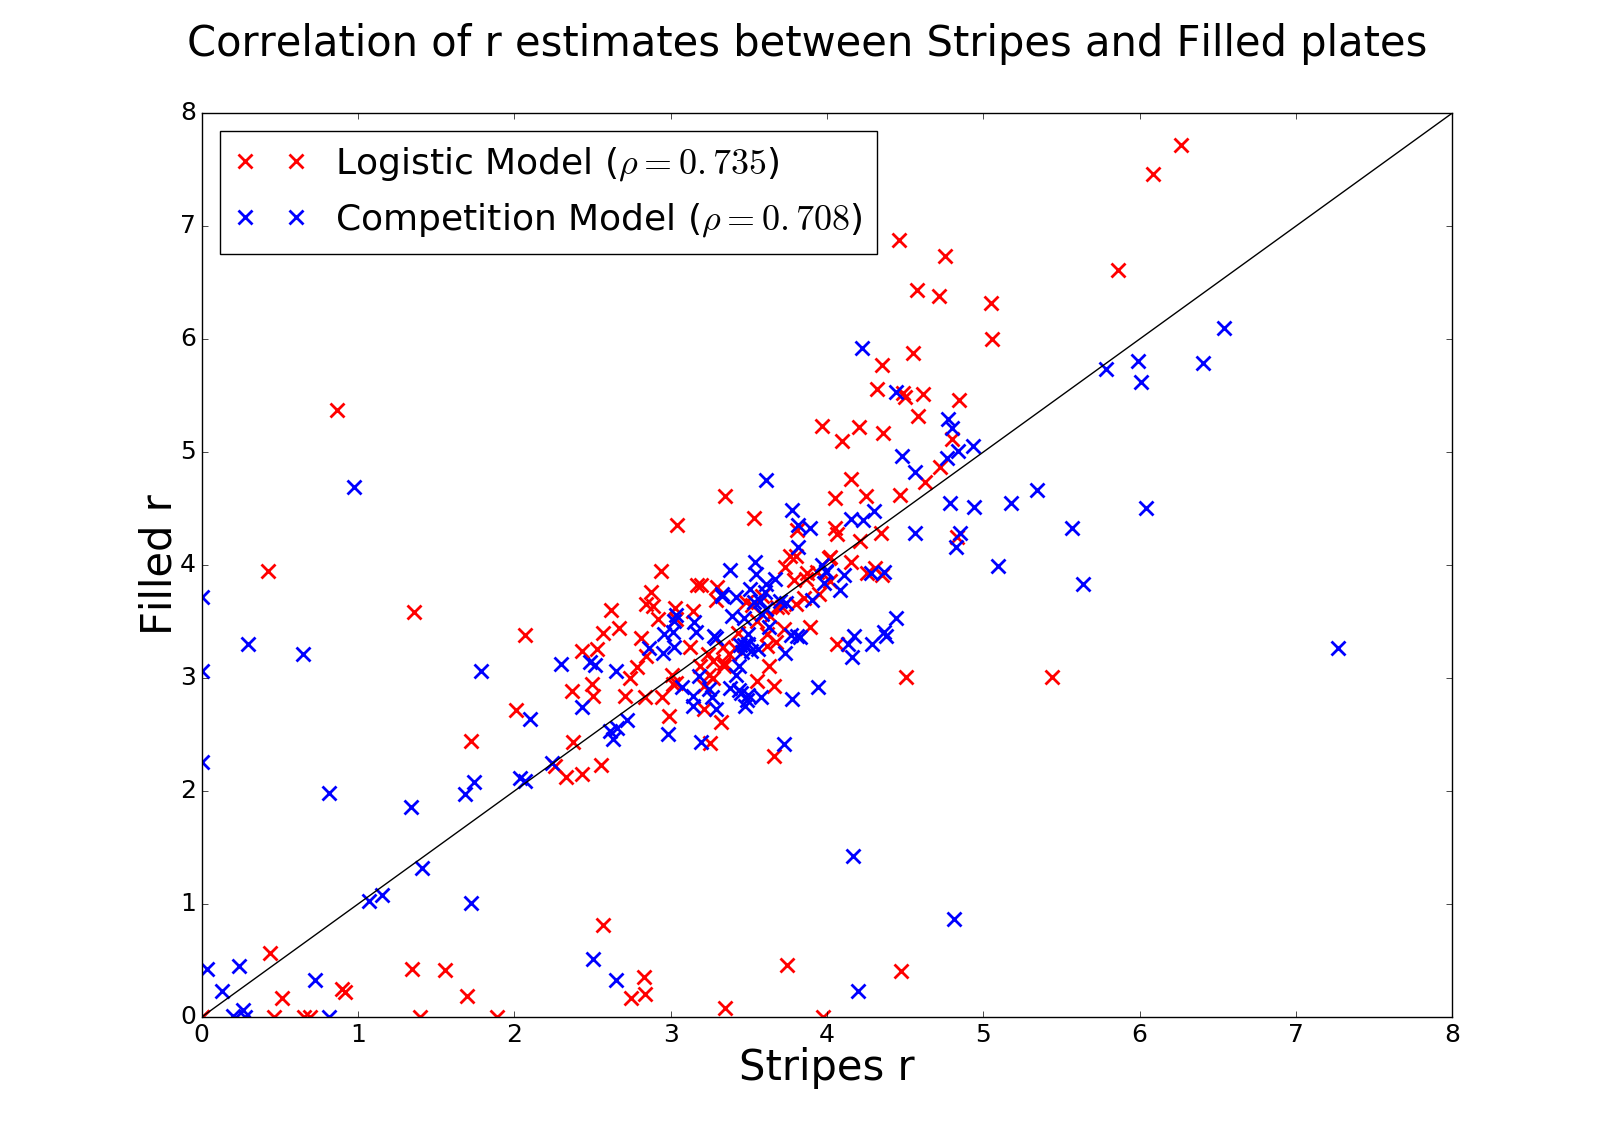 Correlation of r estimates between Stripes and Filled plates
Logistic Model (ρ = 0.735)
Competition Model (ρ = 0.708)
8
7
6
5
4
3
2
1
0
Filled r
0 1 2 3 4 5 6 7 8
Stripes r